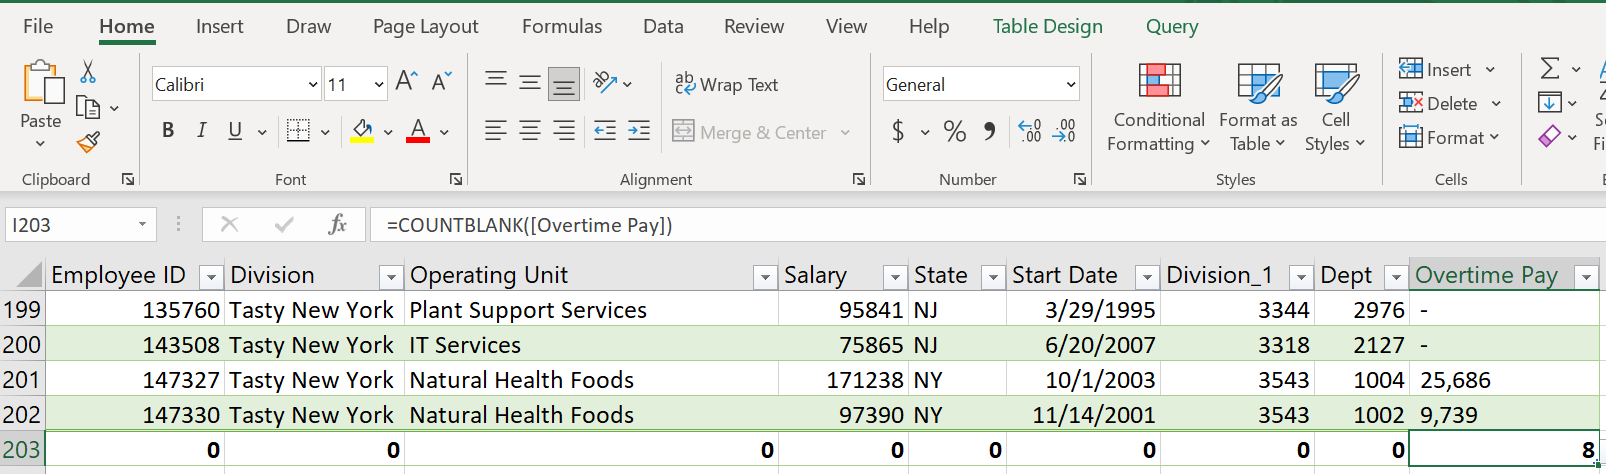 File Home Insert Draw Page Layout Formulas Data Review View Help Table Design Query
Calibri 11 A A ab Wrap Text General Insert
ab
c
Paste Conditional Format as Cell Delete
B I U A Merge & Center $ % 9 Formatting Table Styles Format
Clipboard Font Alignment Number Styles Cells
I203 fx =COUNTBLANK([Overtime Pay])
Employee ID Division Operating Unit Salary State Start Date Division_1 Dept Overtime Pay
199 135760 Tasty New York Plant Support Services 95841 NJ 3/29/1995 3344 2976 -
200 143508 Tasty New York IT Services 75865 NJ 6/20/2007 3318 2127 -
201 147327 Tasty New York Natural Health Foods 171238 NY 10/1/2003 3543 1004 25,686
202 147330 Tasty New York Natural Health Foods 97390 NY 11/14/2001 3543 1002 9,739
203 0 0 0 0 0 0 0 0 8